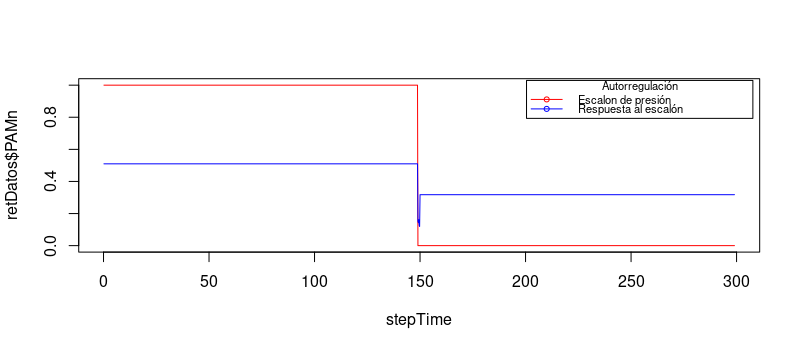 Autorregulación
Escalon de presión
Respuesta al escalón
retDatos$PAMn
0.8
0.4
0.0
0 50 100 150 200 250 300
stepTime